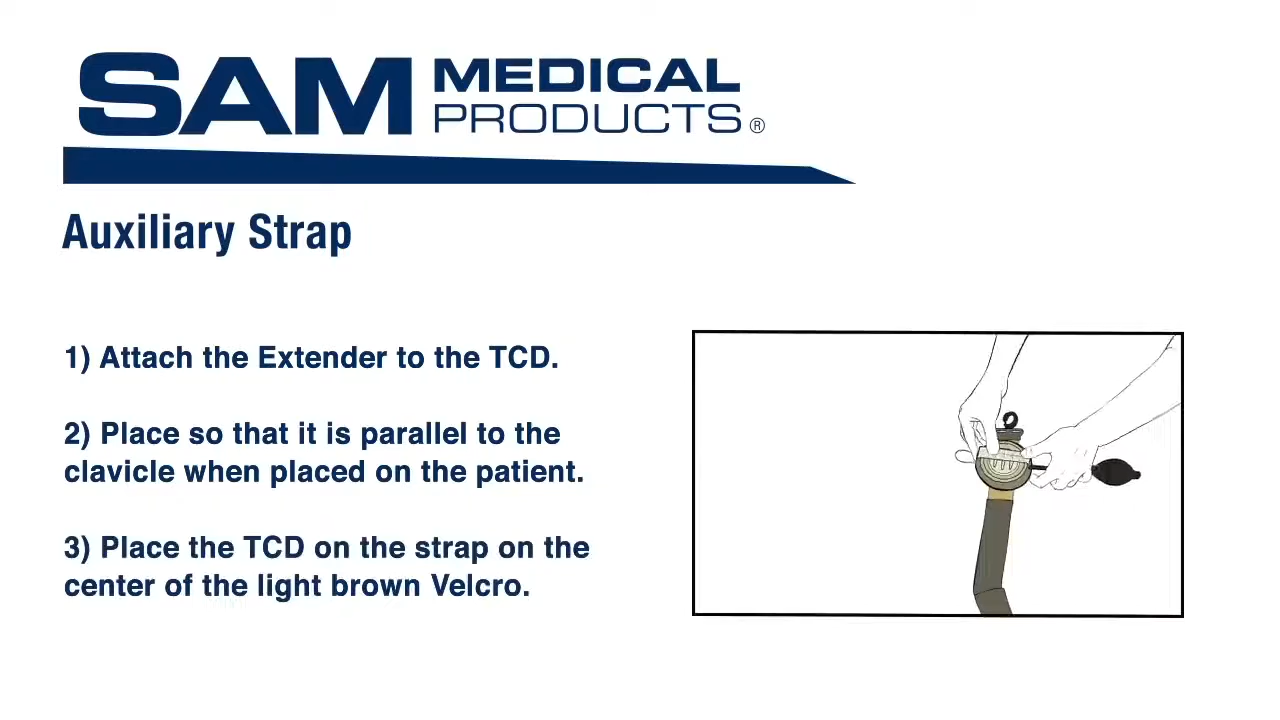 SAM MEDICAL
PRODUCTS®
Auxiliary Strap
1) Attach the Extender to the TCD.
2) Place so that it is parallel to the
clavicle when placed on the patient.
3) Place the TCD on the strap on the
center of the light brown Velcro.